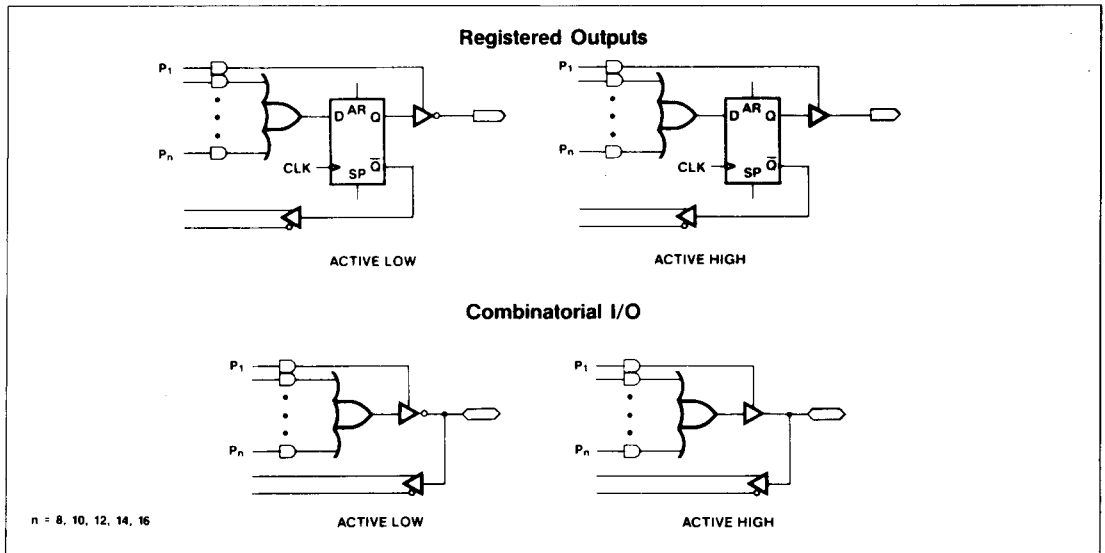 Registered Outputs
P1
Pn
D AR Q
CLK
SP Q̅
ACTIVE LOW
P1
Pn
D AR Q
CLK
SP Q̅
ACTIVE HIGH
Combinatorial I/O
P1
Pn
ACTIVE LOW
P1
Pn
ACTIVE HIGH
n = 8, 10, 12, 14, 16